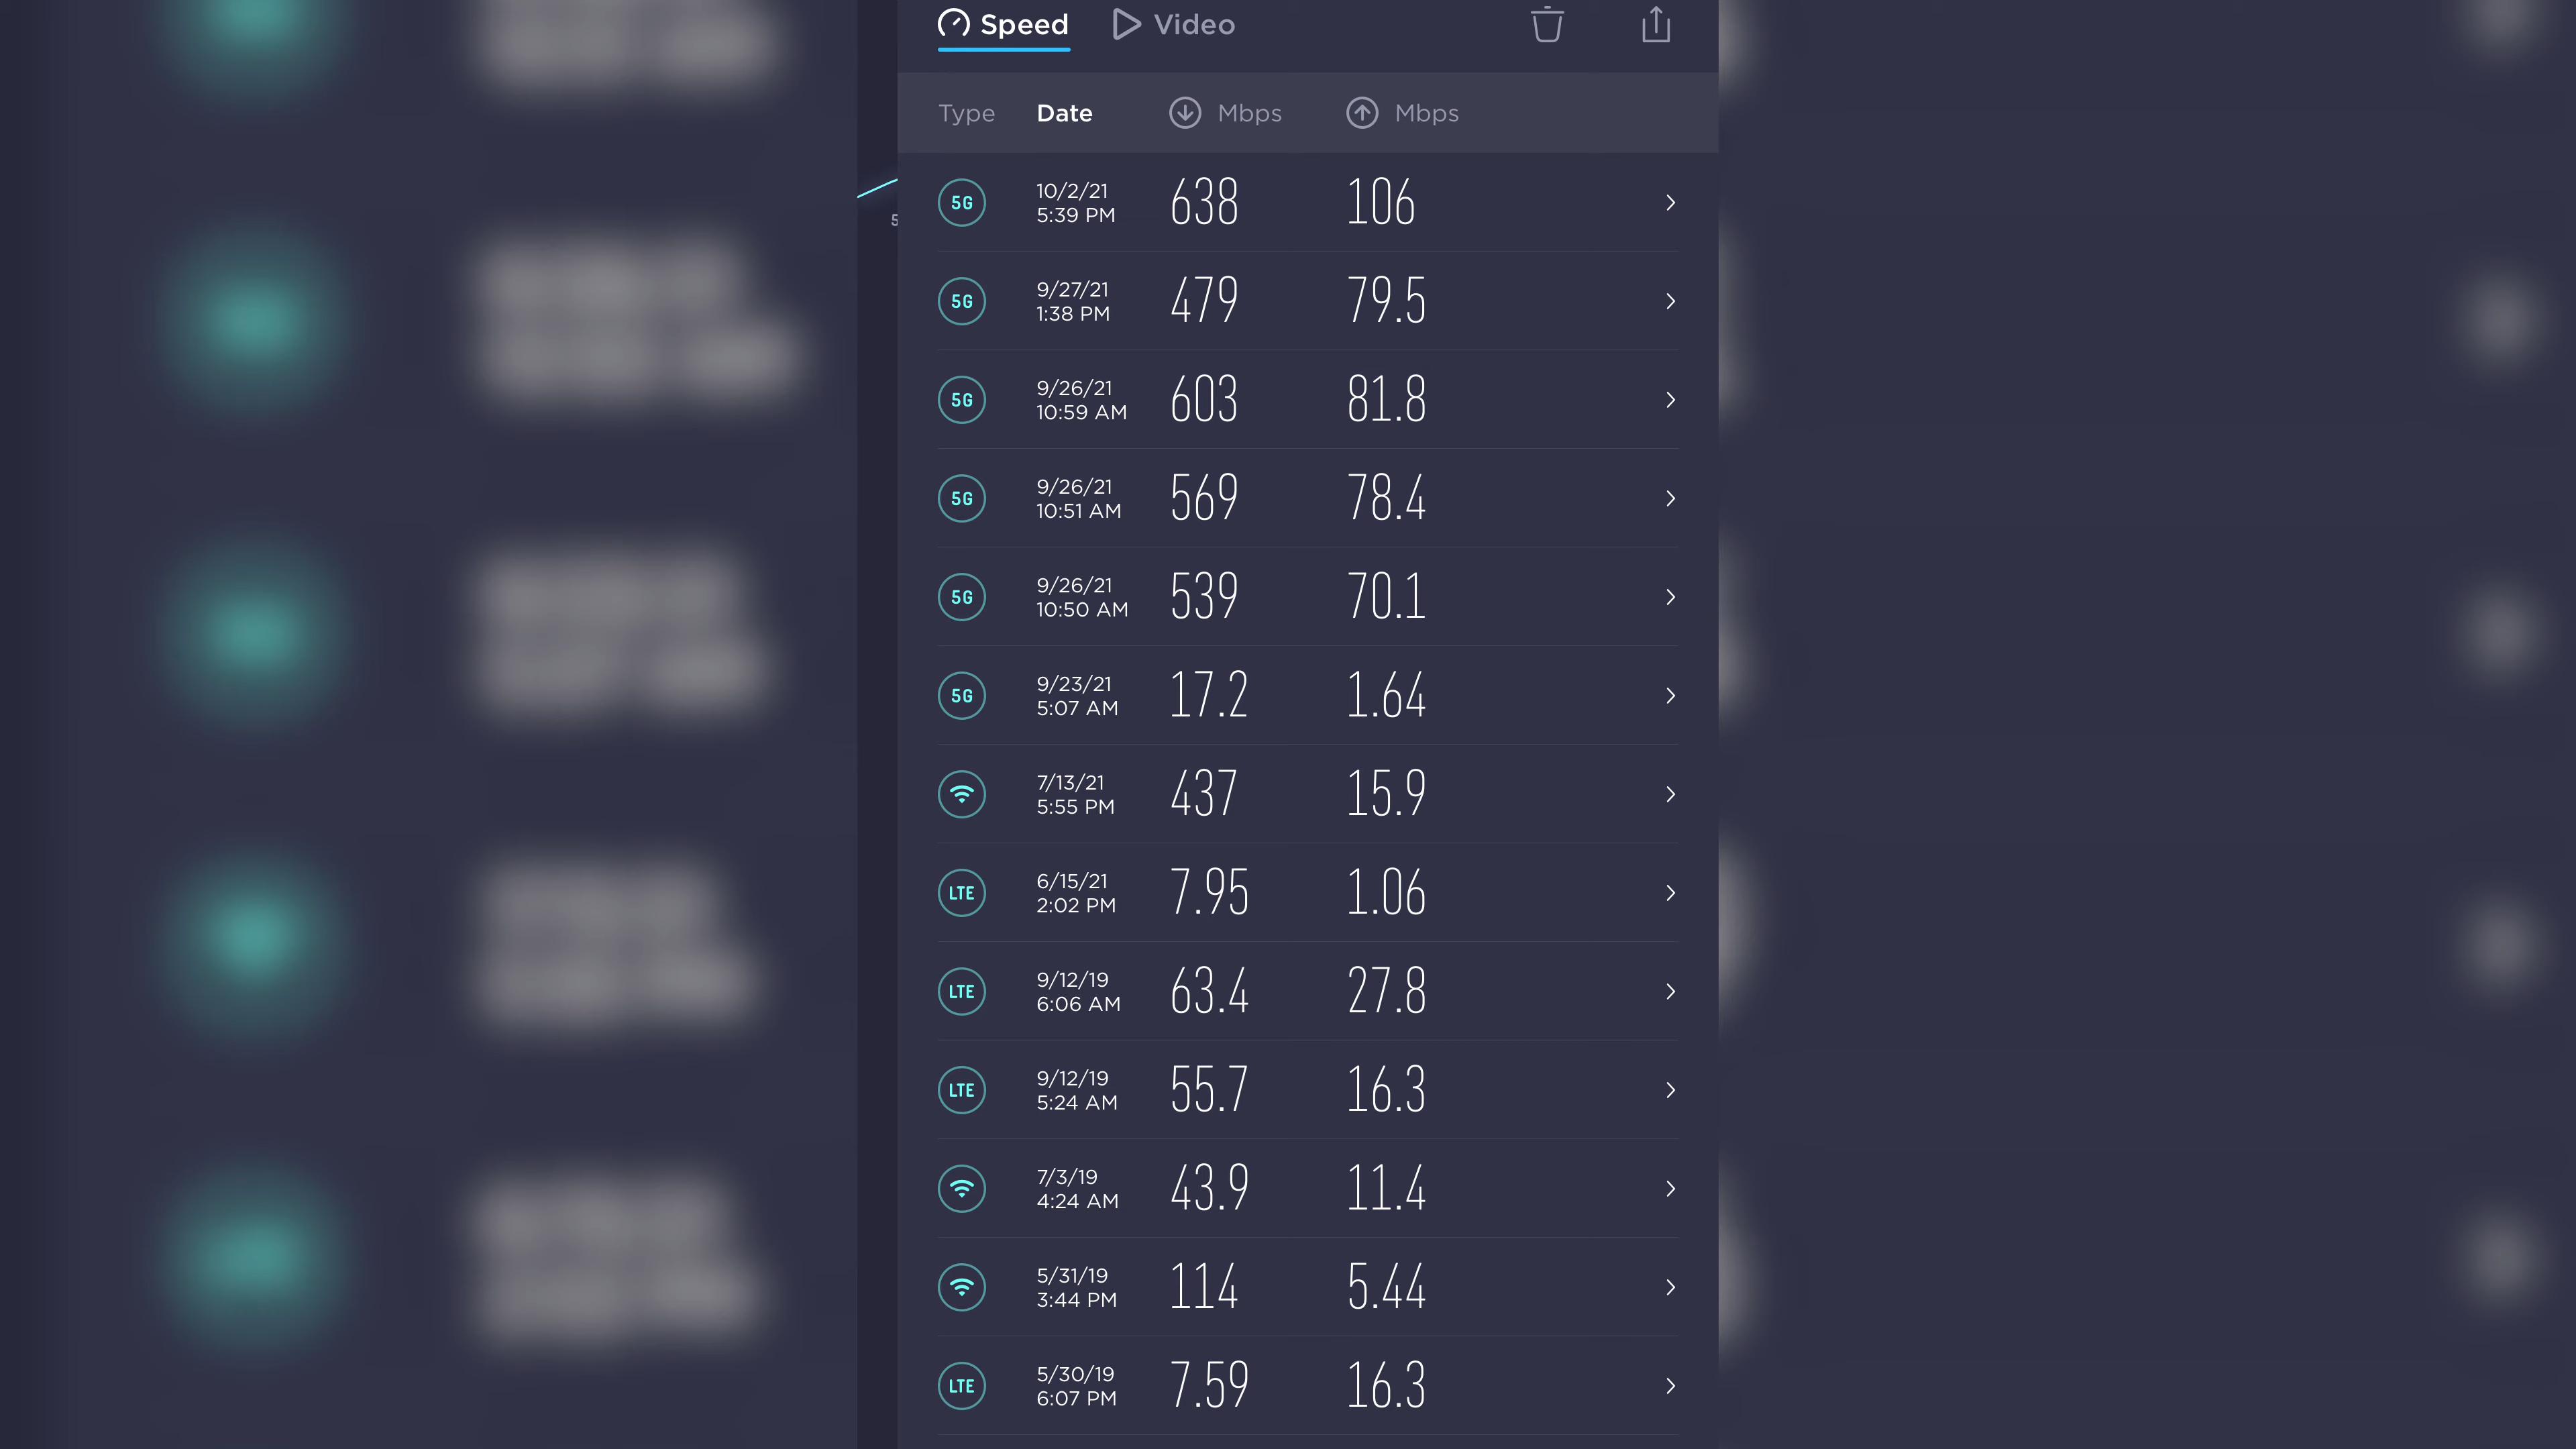 Speed Video
Type Date Mbps Mbps
5
5G 10/2/21 638 106
5:39 PM
5G 9/27/21 479 79.5
1:38 PM
5G 9/26/21 603 81.8
10:59 AM
5G 9/26/21 569 78.4
10:51 AM
5G 9/26/21 539 70.1
10:50 AM
5G 9/23/21 17.2 1.64
5:07 AM
7/13/21 437 15.9
5:55 PM
LTE 6/15/21 7.95 1.06
2:02 PM
LTE 9/12/19 63.4 27.8
6:06 AM
LTE 9/12/19 55.7 16.3
5:24 AM
7/3/19 43.9 11.4
4:24 AM
5/31/19 114 5.44
3:44 PM
LTE 5/30/19 7.59 16.3
6:07 PM